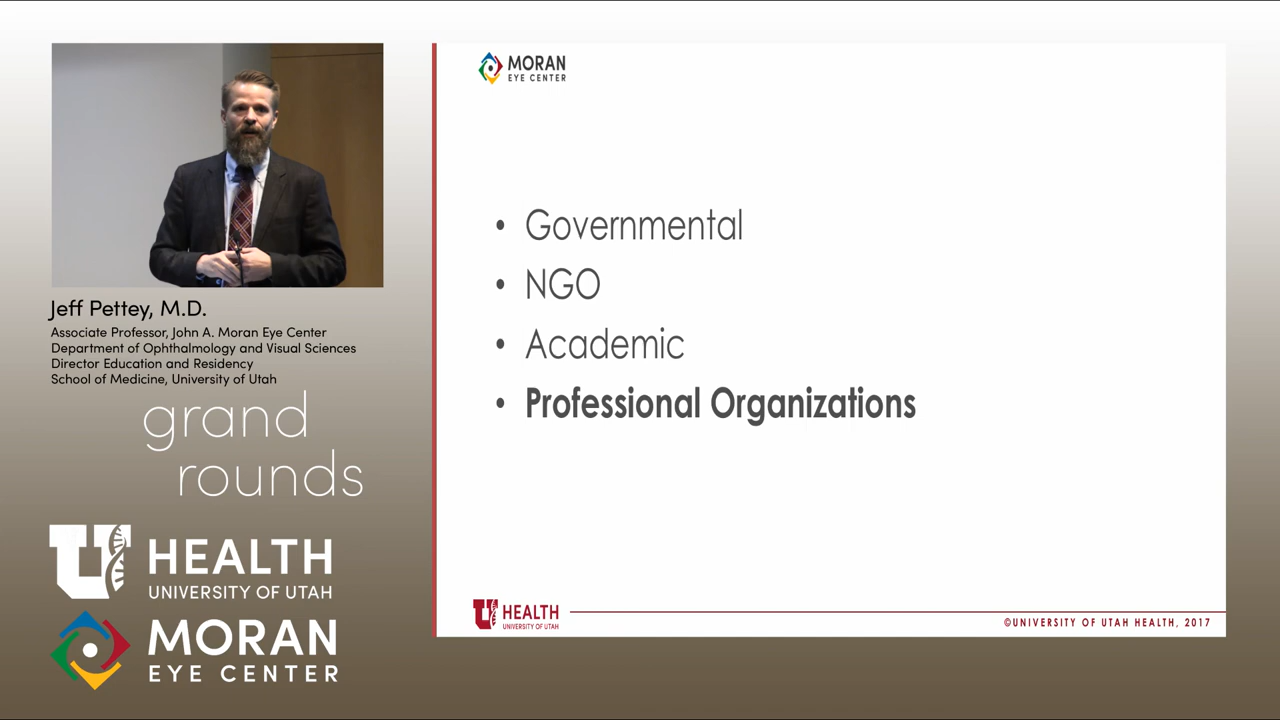 Jeff Pettey, M.D.
Associate Professor, John A. Moran Eye Center
Department of Ophthalmology and Visual Sciences
Director Education and Residency
School of Medicine, University of Utah
grand
rounds
U HEALTH
UNIVERSITY OF UTAH
MORAN
EYE CENTER
MORAN
EYE CENTER
• Governmental
• NGO
• Academic
• Professional Organizations
U HEALTH
UNIVERSITY OF UTAH
©UNIVERSITY OF UTAH HEALTH, 2017